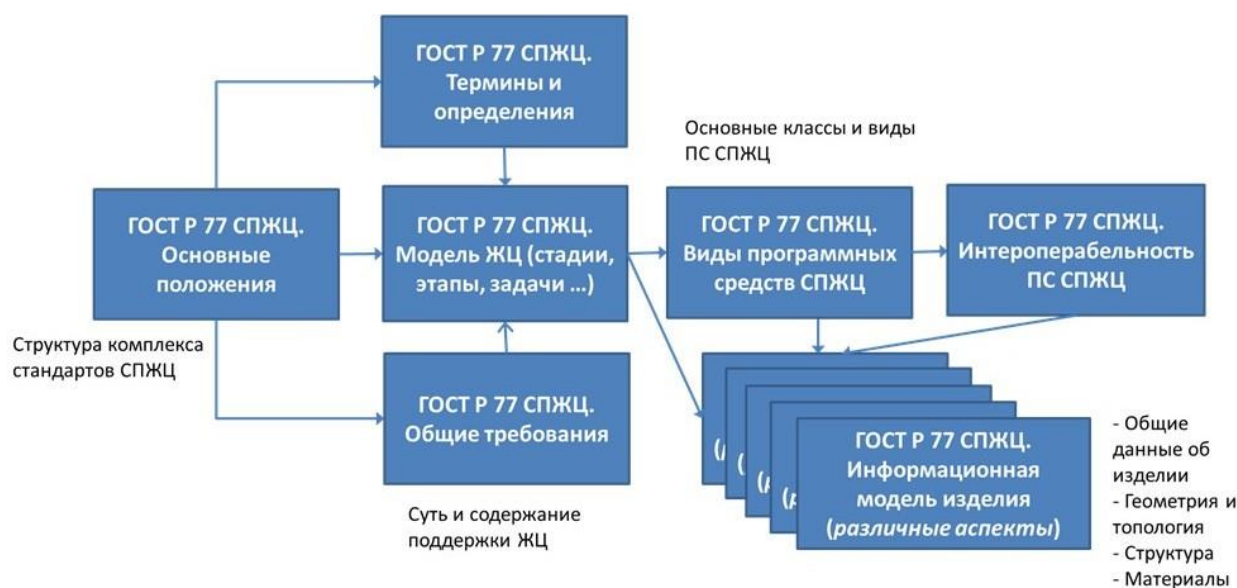 ГОСТ Р 77 СПЖЦ.
Термины и
определения
Основные классы и виды
ПС СПЖЦ
ГОСТ Р 77 СПЖЦ.
Основные
положения
ГОСТ Р 77 СПЖЦ.
Модель ЖЦ (стадии,
этапы, задачи ...)
ГОСТ Р 77 СПЖЦ.
Виды программных
средств СПЖЦ
ГОСТ Р 77 СПЖЦ.
Интероперабельность
ПС СПЖЦ
Структура комплекса
стандартов СПЖЦ
ГОСТ Р 77 СПЖЦ.
Общие требования
Суть и содержание
поддержки ЖЦ
ГОСТ Р 77 СПЖЦ.
Информационная
модель изделия
(различные аспекты)
- Общие
данные об
изделии
- Геометрия и
топология
- Структура
- Материалы